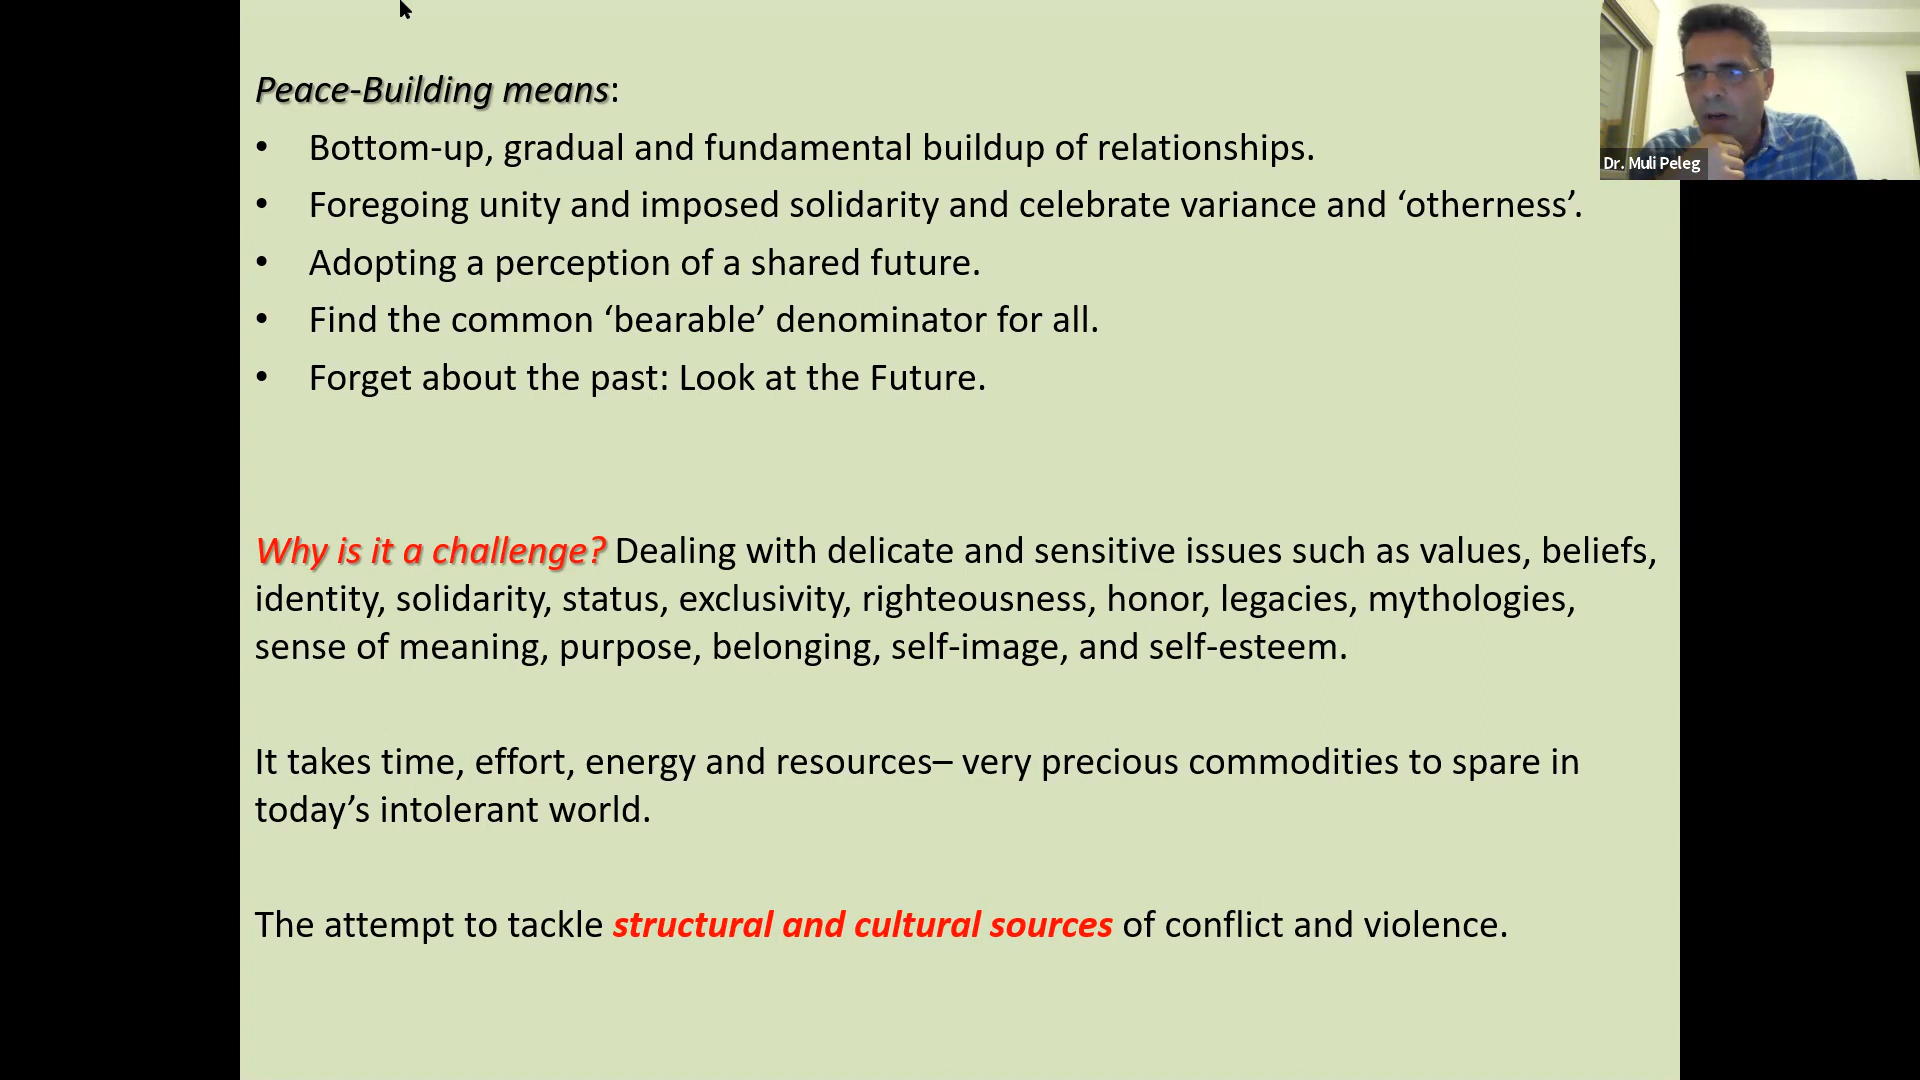 Peace-Building means:
• Bottom-up, gradual and fundamental buildup of relationships.
• Foregoing unity and imposed solidarity and celebrate variance and ‘otherness’.
• Adopting a perception of a shared future.
• Find the common ‘bearable’ denominator for all.
• Forget about the past: Look at the Future.
Why is it a challenge? Dealing with delicate and sensitive issues such as values, beliefs,
identity, solidarity, status, exclusivity, righteousness, honor, legacies, mythologies,
sense of meaning, purpose, belonging, self-image, and self-esteem.
It takes time, effort, energy and resources– very precious commodities to spare in
today’s intolerant world.
The attempt to tackle structural and cultural sources of conflict and violence.
Dr. Muli Peleg